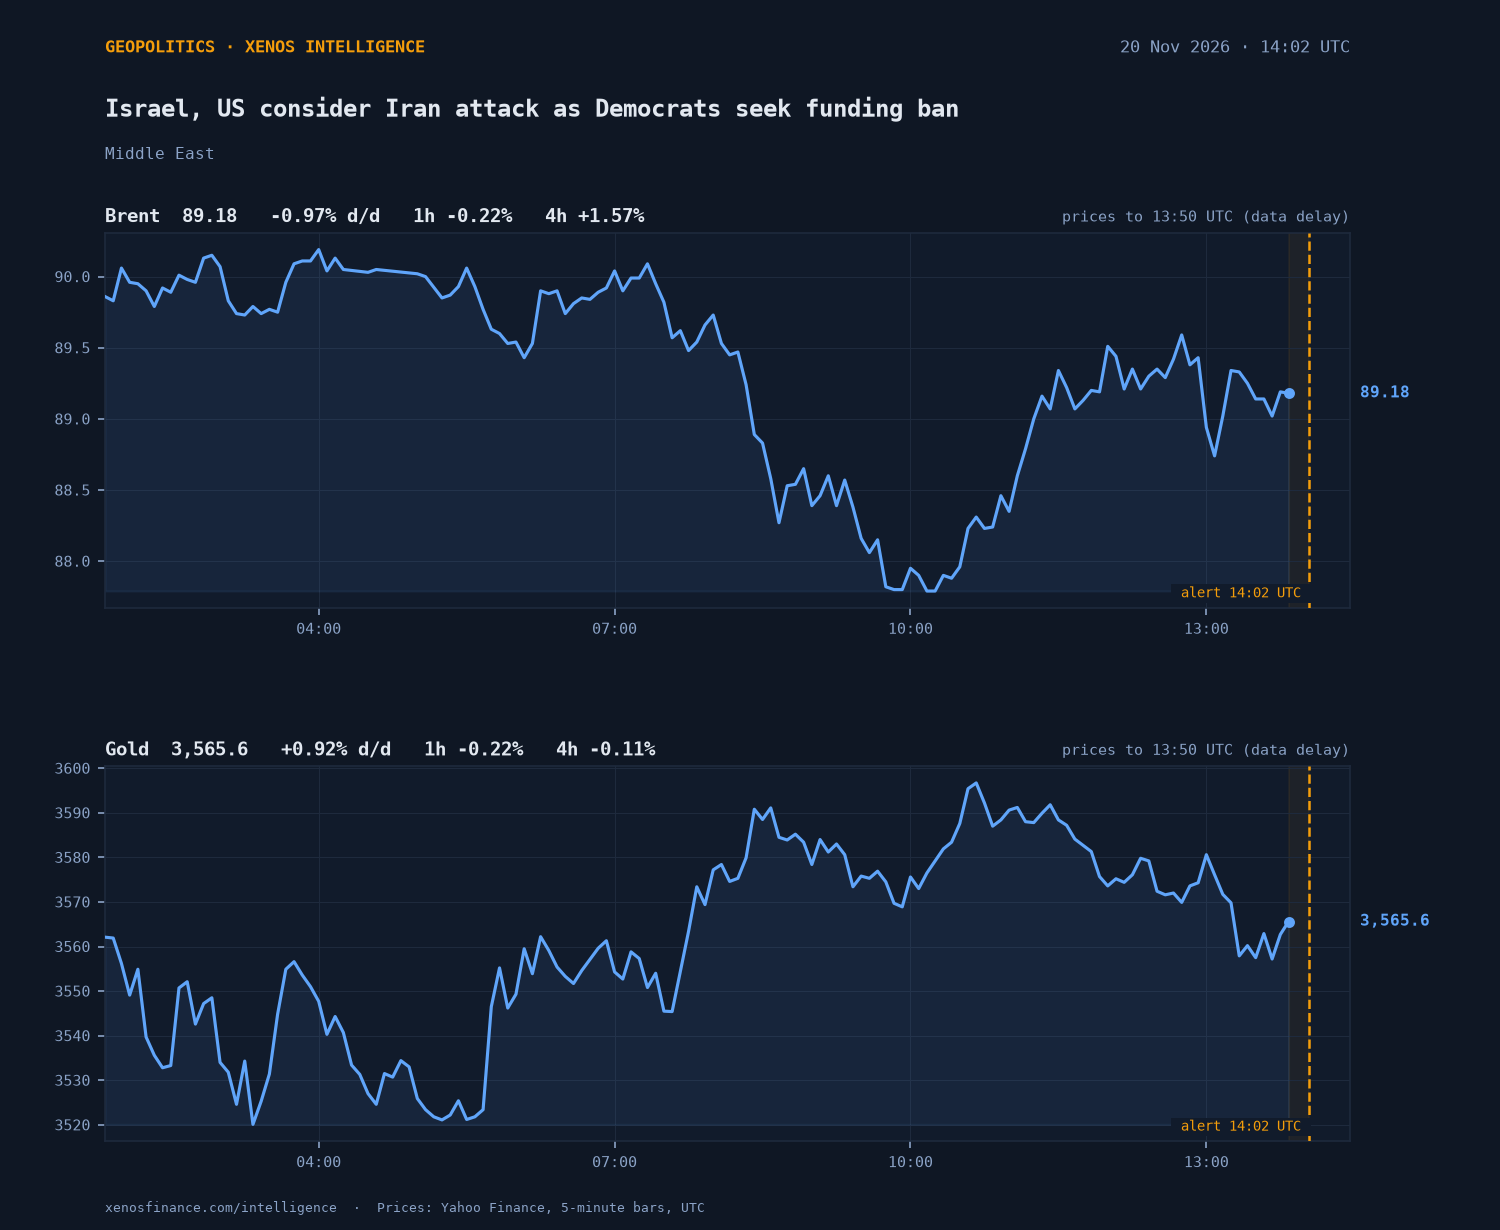 GEOPOLITICS · XENOS INTELLIGENCE
20 Nov 2026 · 14:02 UTC
Israel, US consider Iran attack as Democrats seek funding ban
Middle East
Brent 89.18 -0.97% d/d 1h -0.22% 4h +1.57%
prices to 13:50 UTC (data delay)
90.0
89.5
89.18
89.0
88.5
88.0
alert 14:02 UTC
04:00 07:00 10:00 13:00
Gold 3,565.6 +0.92% d/d 1h -0.22% 4h -0.11%
prices to 13:50 UTC (data delay)
3600
3590
3580
3570
3,565.6
3560
3550
3540
3530
3520
alert 14:02 UTC
04:00 07:00 10:00 13:00
xenosfinance.com/intelligence · Prices: Yahoo Finance, 5-minute bars, UTC